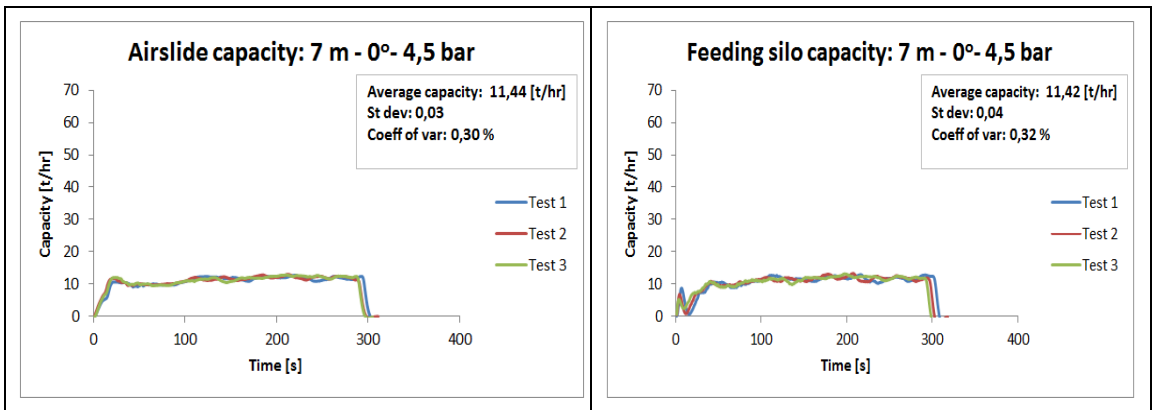 Airslide capacity: 7 m - 0º- 4,5 bar
Average capacity: 11,44 [t/hr]
St dev: 0,03
Coeff of var: 0,30 %
Capacity [t/hr]
70
60
50
40
30
20
10
0
Test 1
Test 2
Test 3
0 100 200 300 400
Time [s]
Feeding silo capacity: 7 m - 0º- 4,5 bar
Average capacity: 11,42 [t/hr]
St dev: 0,04
Coeff of var: 0,32 %
Capacity [t/hr]
70
60
50
40
30
20
10
0
Test 1
Test 2
Test 3
0 100 200 300 400
Time [s]